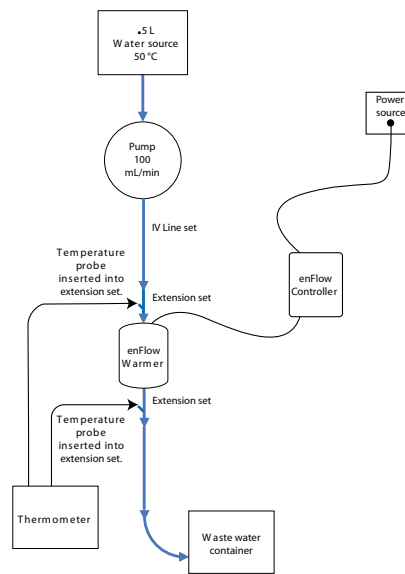 .5 L
Water source
50 °C
Power
source
Pump
100
mL/min
IV Line set
Temperature
probe
inserted into
extension set.
enFlow
Controller
Extension set
enFlow
Warmer
Extension set
Temperature
probe
inserted into
extension set.
Thermometer
Waste water
container